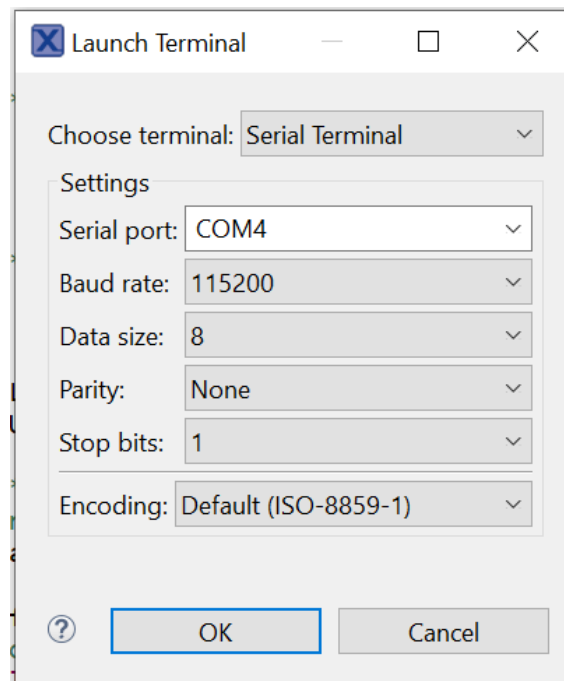 Launch Terminal
Choose terminal: Serial Terminal
Settings
Serial port: COM4
Baud rate: 115200
Data size: 8
Parity: None
Stop bits: 1
Encoding: Default (ISO-8859-1)
OK Cancel